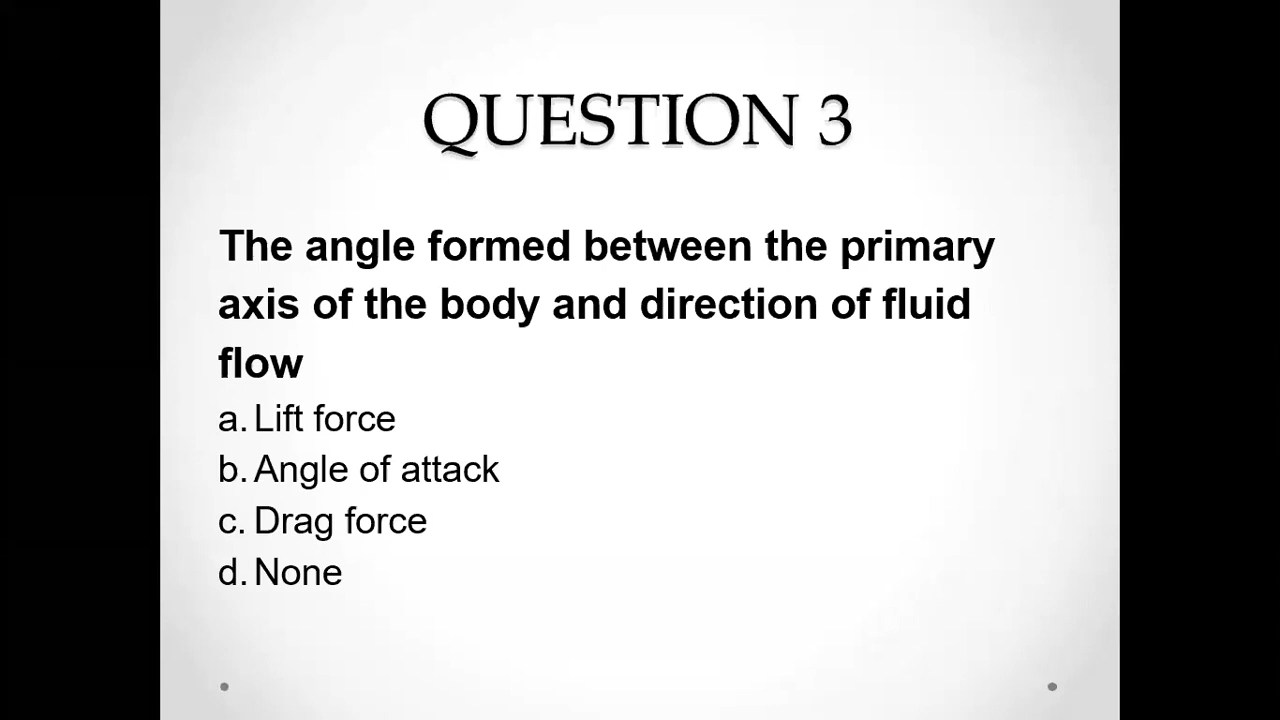 QUESTION 3
The angle formed between the primary
axis of the body and direction of fluid
flow
a. Lift force
b. Angle of attack
c. Drag force
d. None